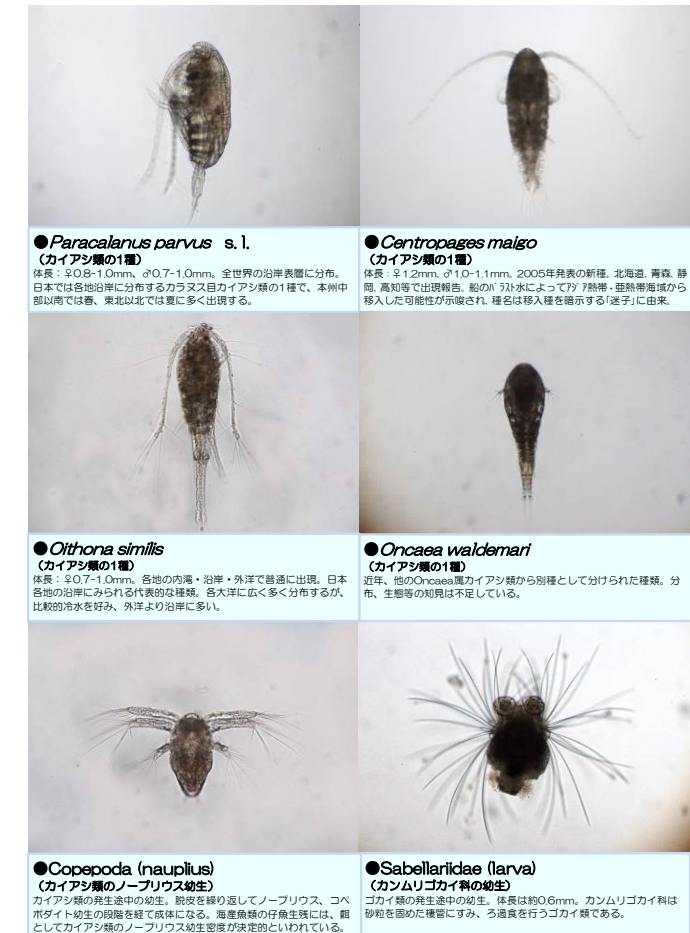 ●Paracalanus parvus s.l.
（カイアシ類の1種）
体長：♀0.8-1.0mm、♂0.7-1.0mm。全世界の沿岸表層に分布。
日本では各地沿岸に分布するカラヌス目カイアシ類の1種で、本州中
部以南では春、東北以北では夏に多く出現する。
●Centropages maigo
（カイアシ類の1種）
体長：♀1.2mm、♂1.0-1.1mm。2005年発表の新種。北海道、青森、静
岡、高知等で出現報告。船のﾊﾞﾗｽﾄ水によってｱｼﾞｱ熱帯・亜熱帯海域から
移入した可能性が示唆され、種名は移入種を暗示する｢迷子｣に由来。
●Oithona similis
（カイアシ類の1種）
体長：♀0.7-1.0mm。各地の内湾・沿岸・外洋で普通に出現。日本
各地の沿岸にみられる代表的な種類。各大洋に広く多く分布するが、
比較的冷水を好み、外洋より沿岸に多い。
●Oncaea waldemari
（カイアシ類の1種）
近年、他のOncaea属カイアシ類から別種として分けられた種類。分
布、生態等の知見は不足している。
●Copepoda (nauplius)
（カイアシ類のノープリウス幼生）
カイアシ類の発生途中の幼生。脱皮を繰り返してノープリウス、コペ
ポダイト幼生の段階を経て成体になる。海産魚類の仔魚生残には、餌
としてカイアシ類のノープリウス幼生密度が決定的といわれている。
●Sabellariidae (larva)
（カンムリゴカイ科の幼生）
ゴカイ類の発生途中の幼生。体長は約0.6mm。カンムリゴカイ科は
砂粒を固めた棲管にすみ、ろ過食を行うゴカイ類である。